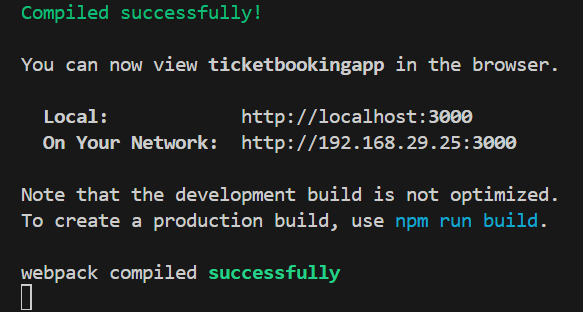 Compiled successfully!
You can now view ticketbookingapp in the browser.
Local: http://localhost:3000
On Your Network: http://192.168.29.25:3000
Note that the development build is not optimized.
To create a production build, use npm run build.
webpack compiled successfully